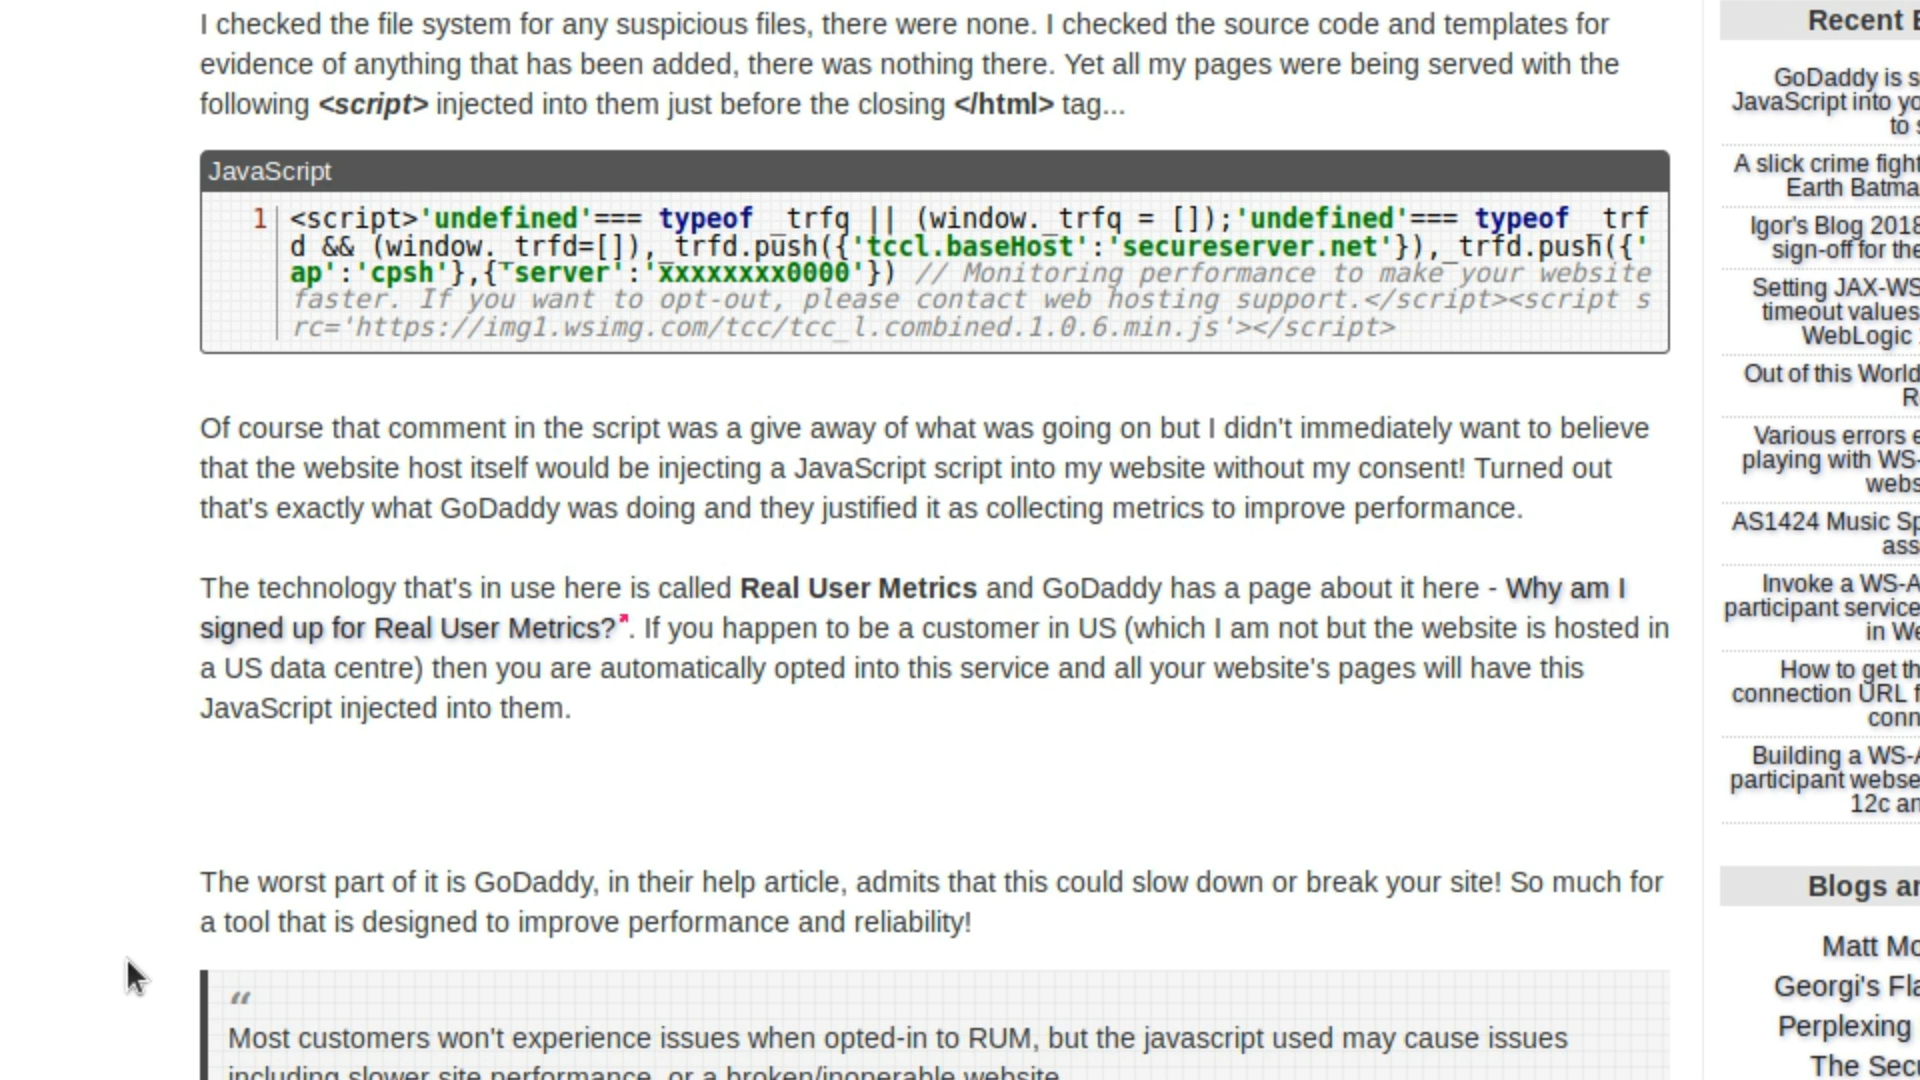 I checked the file system for any suspicious files, there were none. I checked the source code and templates for
evidence of anything that has been added, there was nothing there. Yet all my pages were being served with the
following <script> injected into them just before the closing </html> tag...
JavaScript
1 <script>'undefined'=== typeof _trfq || (window._trfq = []);'undefined'=== typeof _trf
d && (window._trfd=[]),_trfd.push({'tccl.baseHost':'secureserver.net'}),_trfd.push({'
ap':'cpsh'},{'server':'xxxxxxxx0000'}) // Monitoring performance to make your website
faster. If you want to opt-out, please contact web hosting support.</script><script s
rc='https://img1.wsimg.com/tcc/tcc_l.combined.1.0.6.min.js'></script>
Of course that comment in the script was a give away of what was going on but I didn't immediately want to believe
that the website host itself would be injecting a JavaScript script into my website without my consent! Turned out
that's exactly what GoDaddy was doing and they justified it as collecting metrics to improve performance.
The technology that's in use here is called Real User Metrics and GoDaddy has a page about it here - Why am I
signed up for Real User Metrics? . If you happen to be a customer in US (which I am not but the website is hosted in
a US data centre) then you are automatically opted into this service and all your website's pages will have this
JavaScript injected into them.
The worst part of it is GoDaddy, in their help article, admits that this could slow down or break your site! So much for
a tool that is designed to improve performance and reliability!
“
Most customers won't experience issues when opted-in to RUM, but the javascript used may cause issues
including slower site performance, or a broken/inoperable website
Recent
GoDaddy is
JavaScript into
to
A slick crime
Earth
Igor's Blog 2018
sign-off for the
Setting JAX-WS
timeout values
WebLogic
Out of this World
Various errors
playing with
AS1424 Music
Invoke a
participant service
in
How to get
connection URL
Building a
participant
12c
Blogs
Matt
Georgi's
Perplexing
The